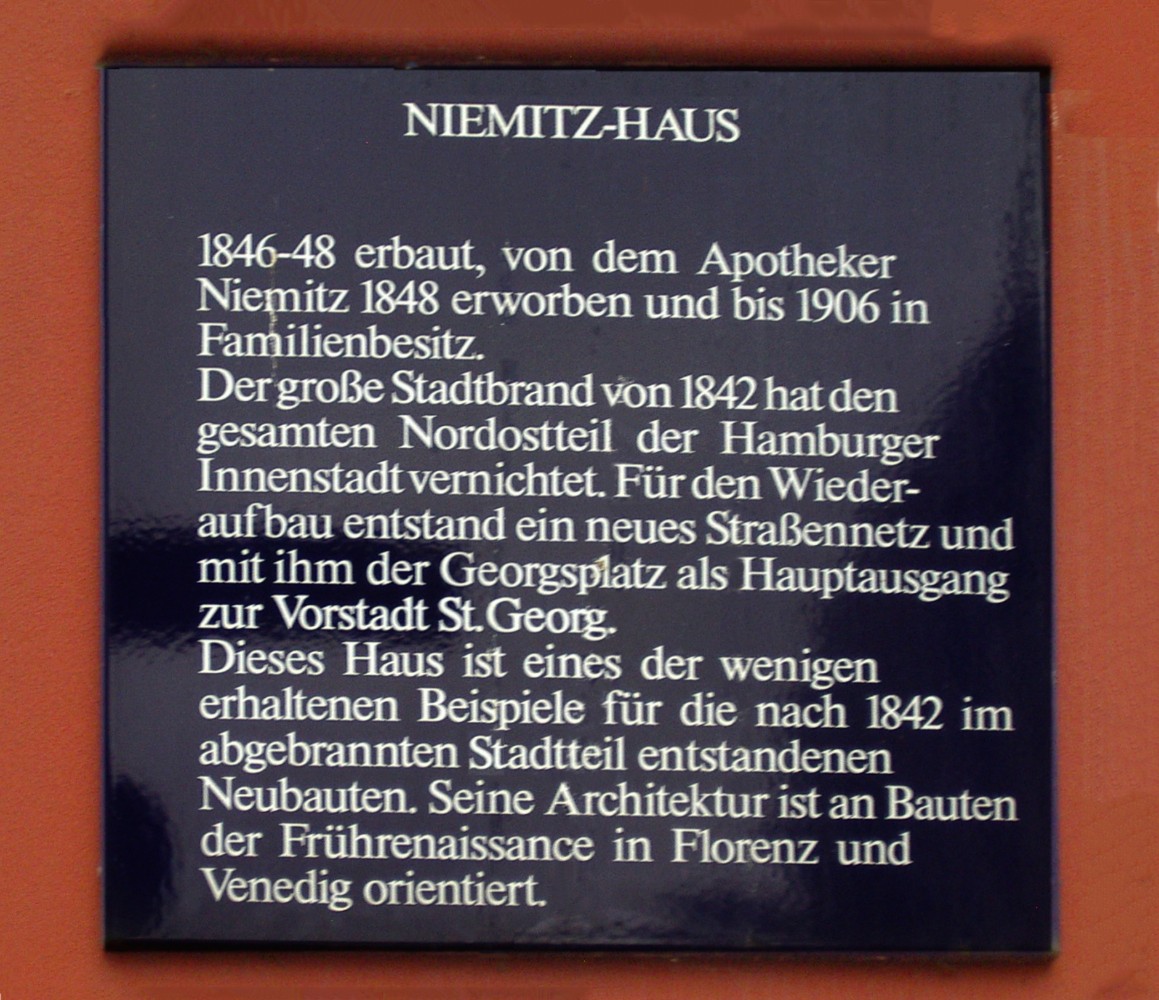 NIEMITZ-HAUS
1846-48 erbaut, von dem Apotheker
Niemitz 1848 erworben und bis 1906 in
Familienbesitz.
Der große Stadtbrand von 1842 hat den
gesamten Nordostteil der Hamburger
Innenstadt vernichtet. Für den Wieder-
aufbau entstand ein neues Straßennetz und
mit ihm der Georgsplatz als Hauptausgang
zur Vorstadt St. Georg.
Dieses Haus ist eines der wenigen
erhaltenen Beispiele für die nach 1842 im
abgebrannten Stadtteil entstandenen
Neubauten. Seine Architektur ist an Bauten
der Frührenaissance in Florenz und
Venedig orientiert.